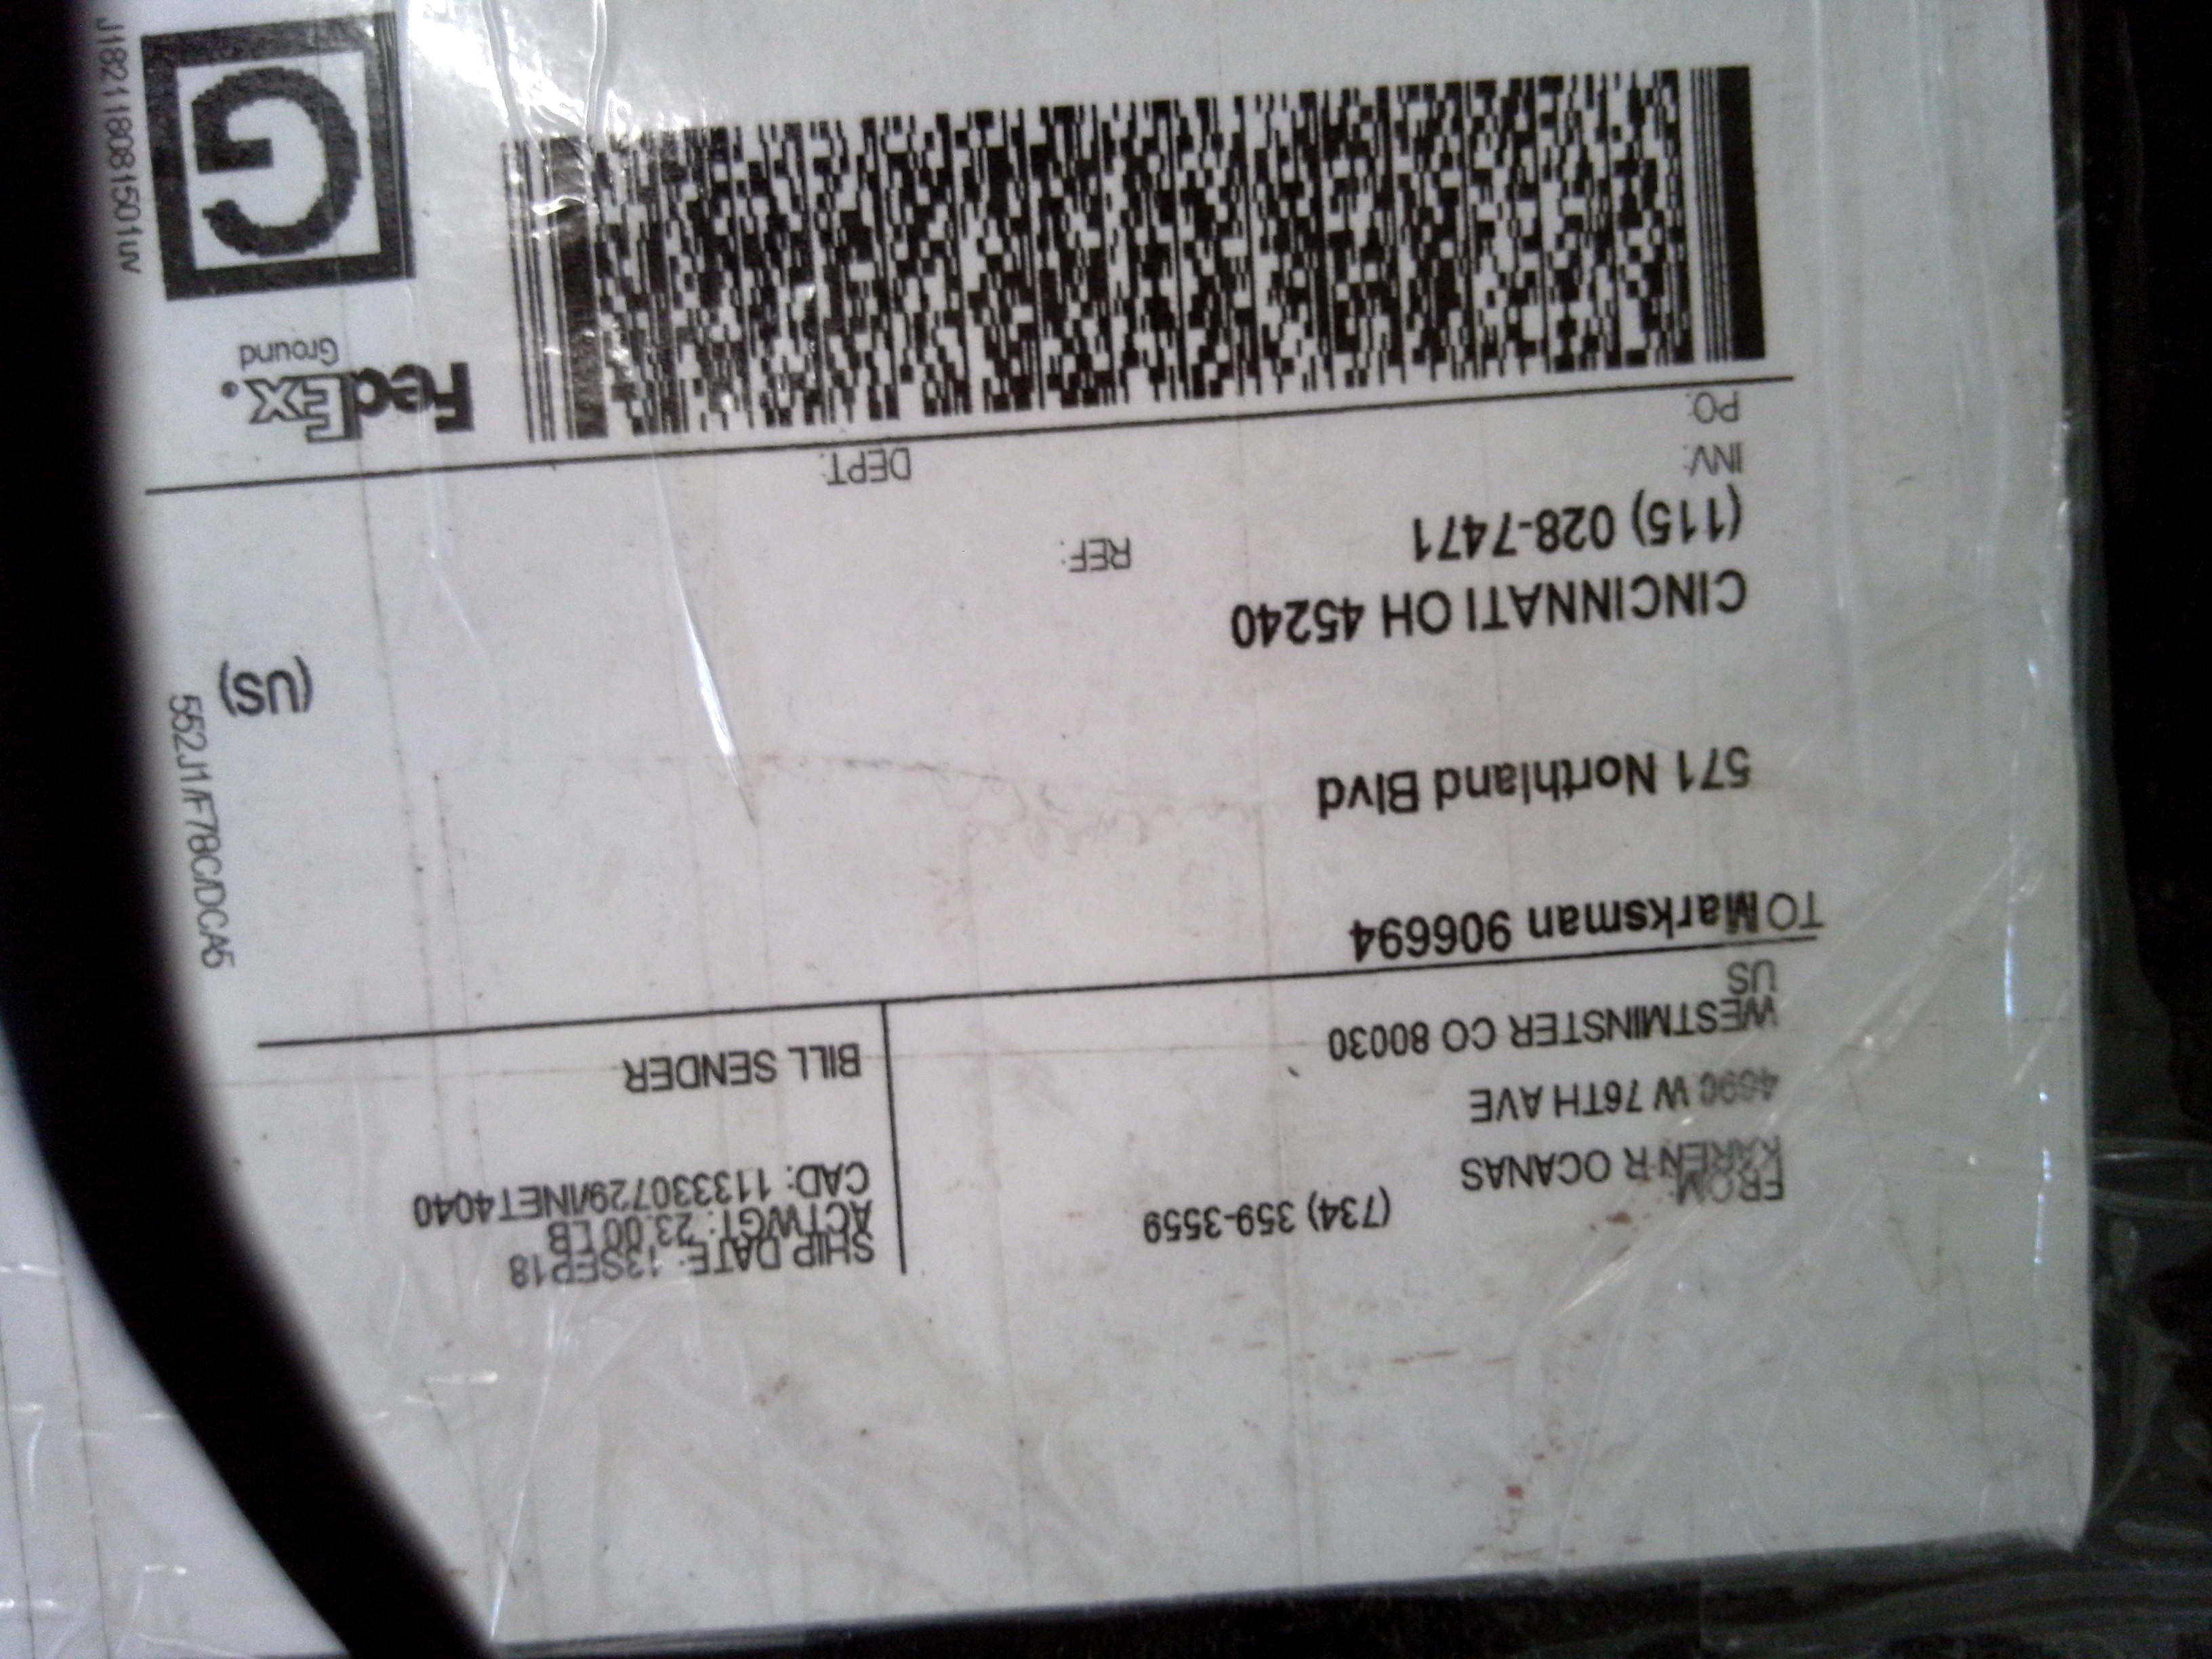 FROM: (734) 359-3559
KAREN R OCANAS
W 76TH AVE
WESTMINSTER CO 80030
US
SHIP DATE: 13SEP18
ACTWGT: 23.00 LB
CAD: 113330729/INET4040
BILL SENDER
TO Marksman 906694
571 Northland Blvd
CINCINNATI OH 45240
(US)
(115) 028-7471
REF:
INV:
PO:
DEPT:
552J1/F78C/DCA5
FedEx.
Ground
G
J182118081501uv